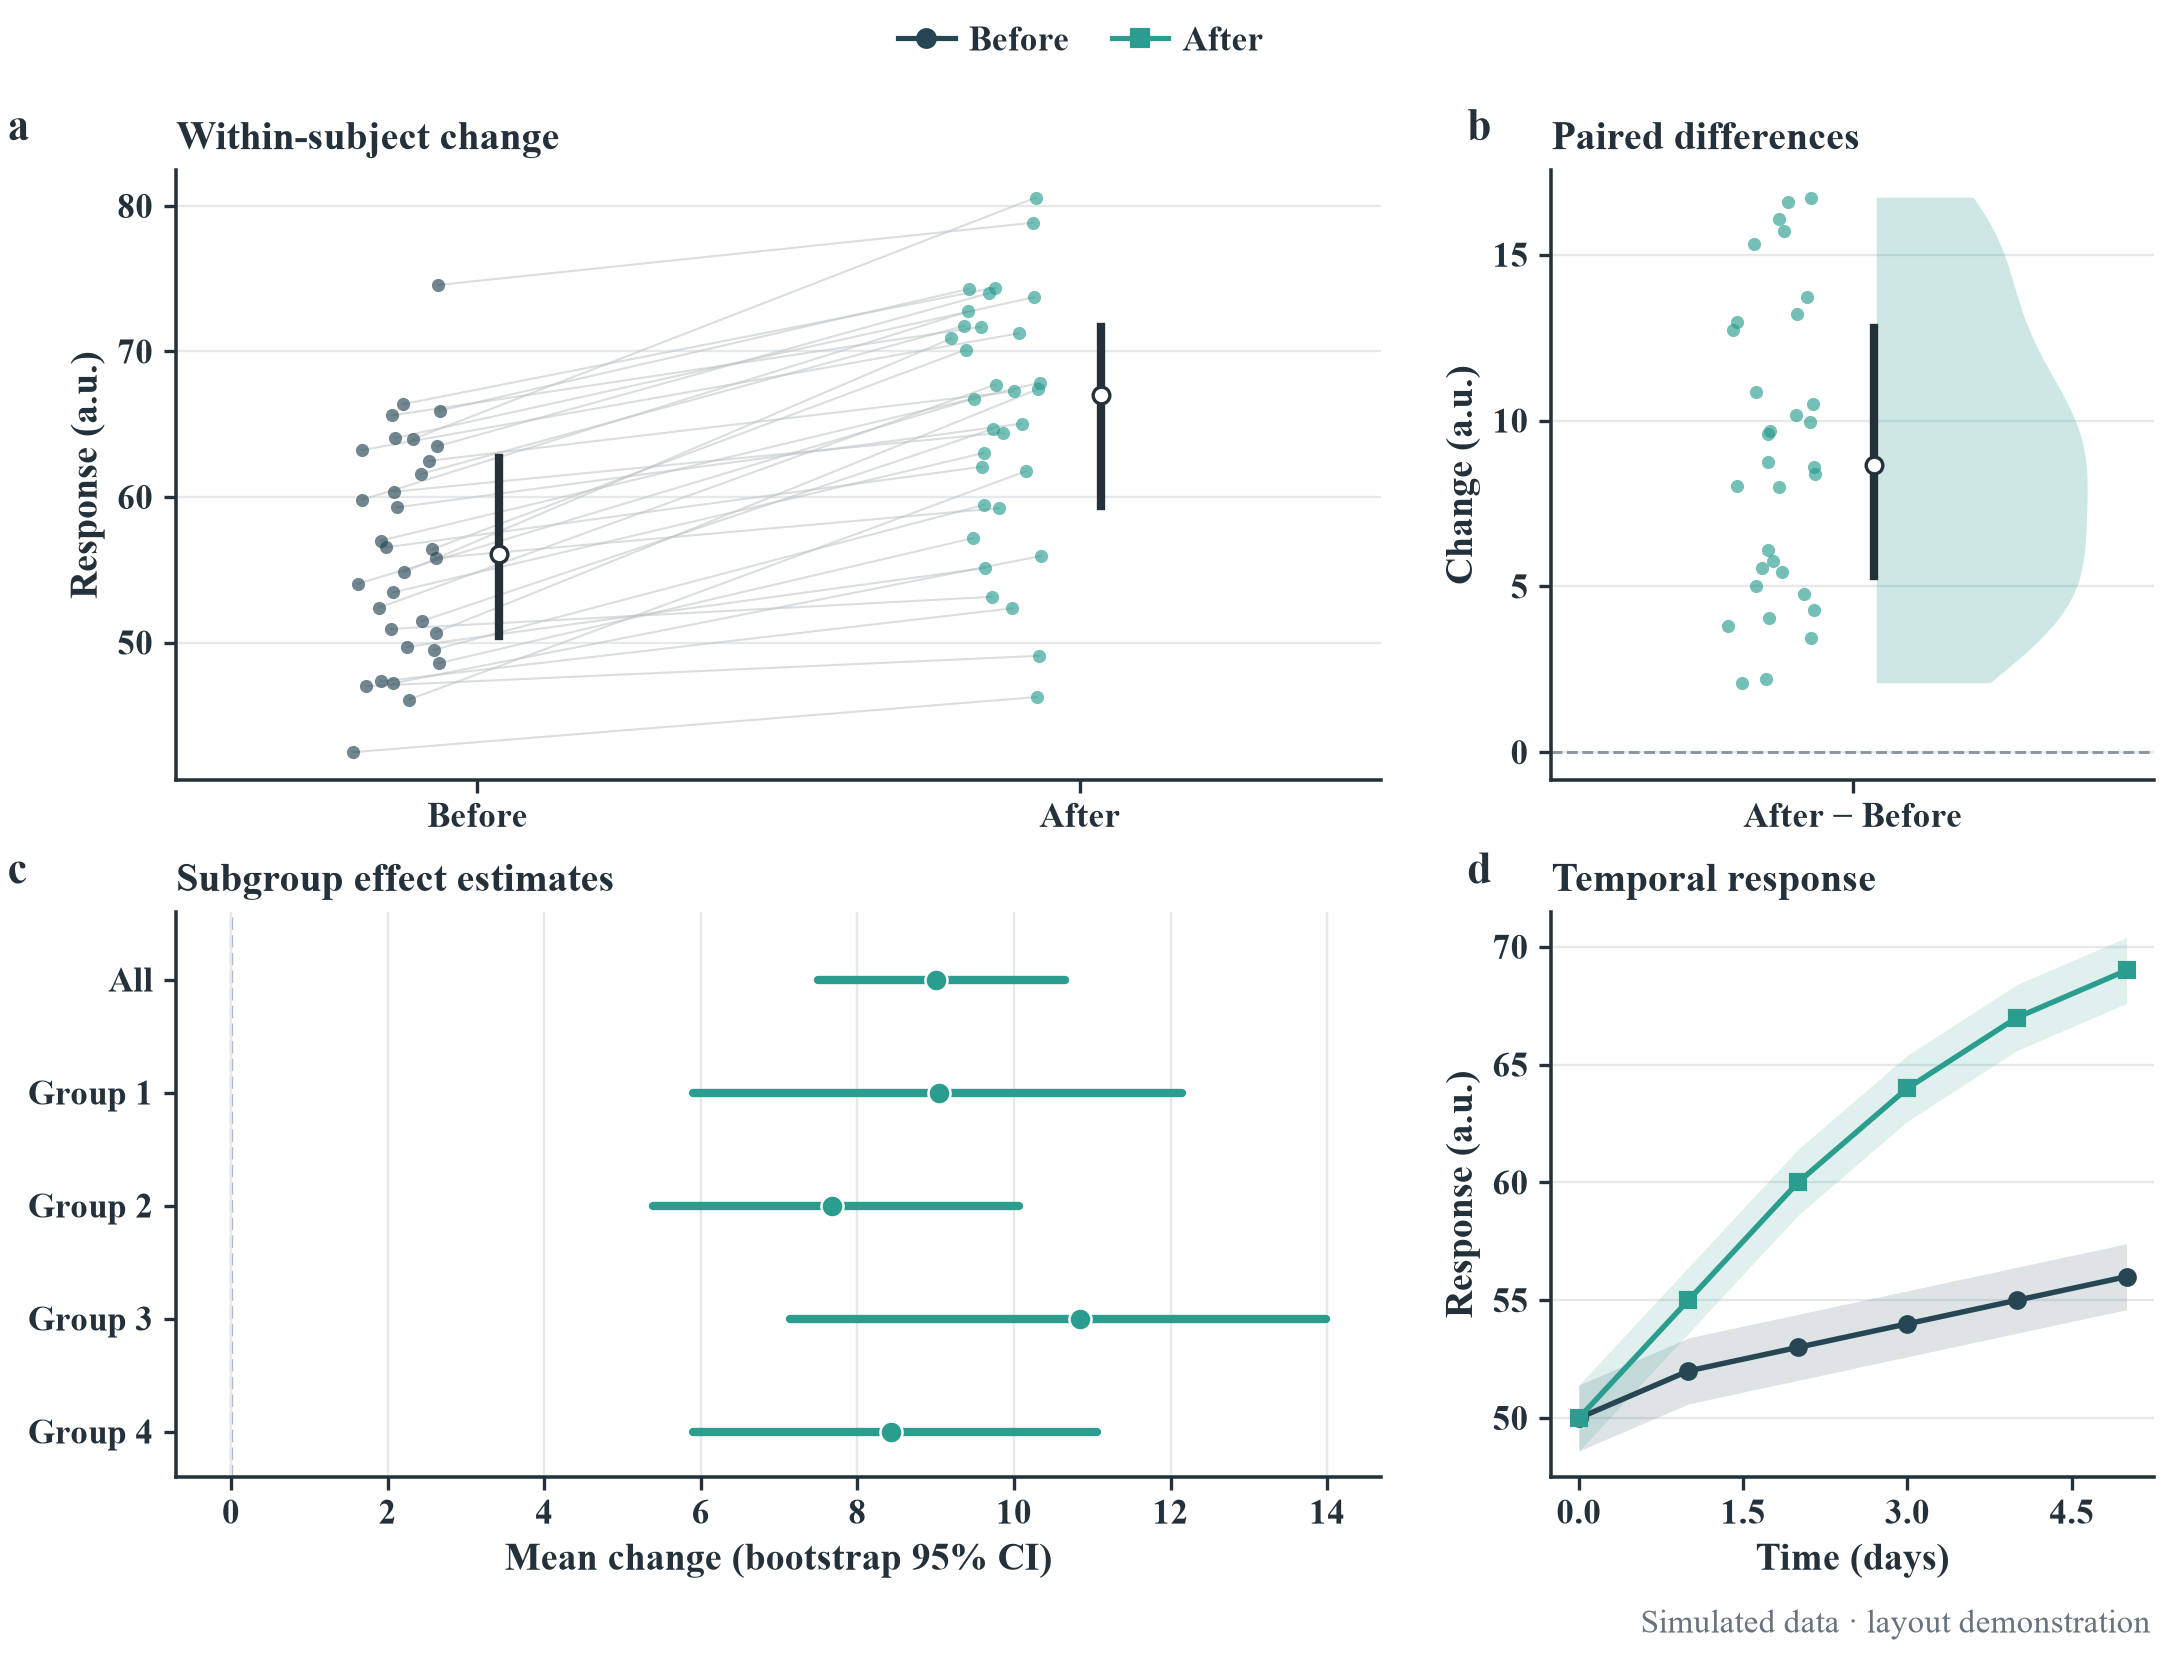 Before After
a Within-subject change
Response (a.u.)
80
70
60
50
Before After
b Paired differences
Change (a.u.)
15
10
5
0
After − Before
c Subgroup effect estimates
All
Group 1
Group 2
Group 3
Group 4
0 2 4 6 8 10 12 14
Mean change (bootstrap 95% CI)
d Temporal response
Response (a.u.)
70
65
60
55
50
0.0 1.5 3.0 4.5
Time (days)
Simulated data · layout demonstration